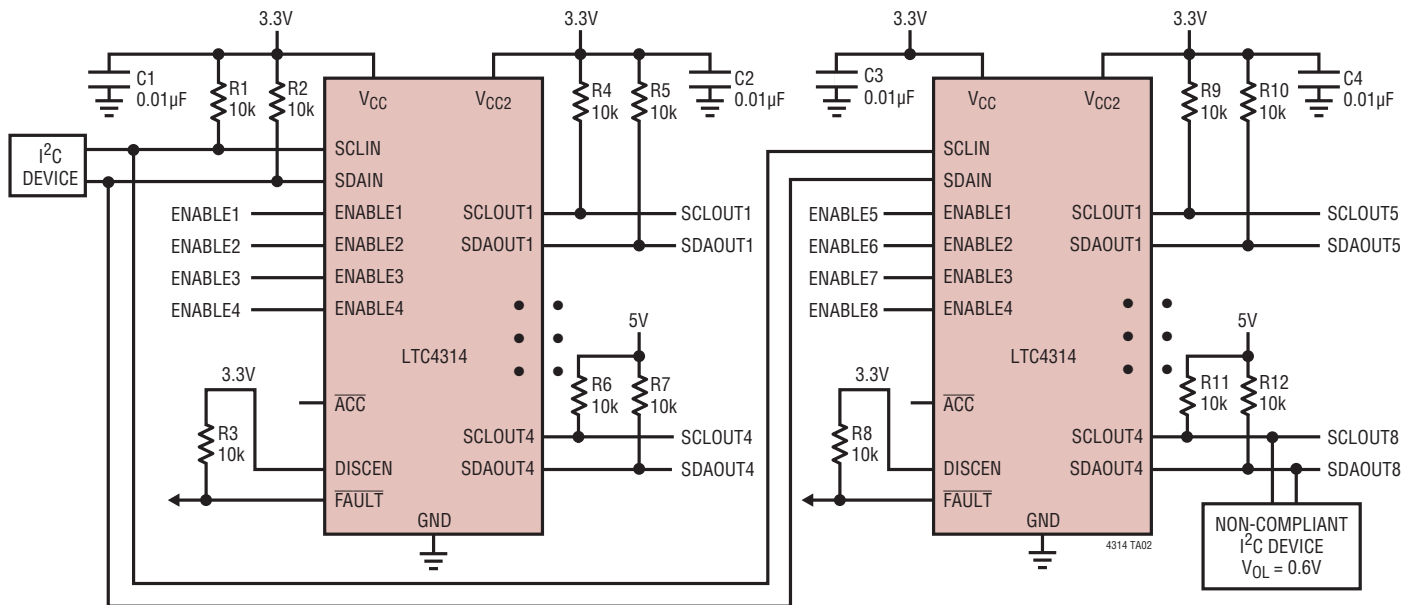 3.3V
3.3V
3.3V
3.3V
C1
0.01µF
R1
10k
R2
10k
VCC
VCC2
R4
10k
R5
10k
C2
0.01µF
I2C
DEVICE
SCLIN
SDAIN
ENABLE1
ENABLE2
ENABLE3
ENABLE4
ENABLE1
ENABLE2
ENABLE3
ENABLE4
SCLOUT1
SDAOUT1
SCLOUT1
SDAOUT1
LTC4314
5V
R6
10k
R7
10k
3.3V
R3
10k
ACC
DISCEN
FAULT
GND
SCLOUT4
SDAOUT4
SCLOUT4
SDAOUT4
C3
0.01µF
VCC
VCC2
R9
10k
R10
10k
C4
0.01µF
SCLIN
SDAIN
ENABLE5
ENABLE6
ENABLE7
ENABLE8
ENABLE1
ENABLE2
ENABLE3
ENABLE4
SCLOUT1
SDAOUT1
SCLOUT5
SDAOUT5
LTC4314
5V
R11
10k
R12
10k
3.3V
R8
10k
ACC
DISCEN
FAULT
GND
SCLOUT4
SDAOUT4
SCLOUT8
SDAOUT8
4314 TA02
NON-COMPLIANT
I2C DEVICE
VOL = 0.6V